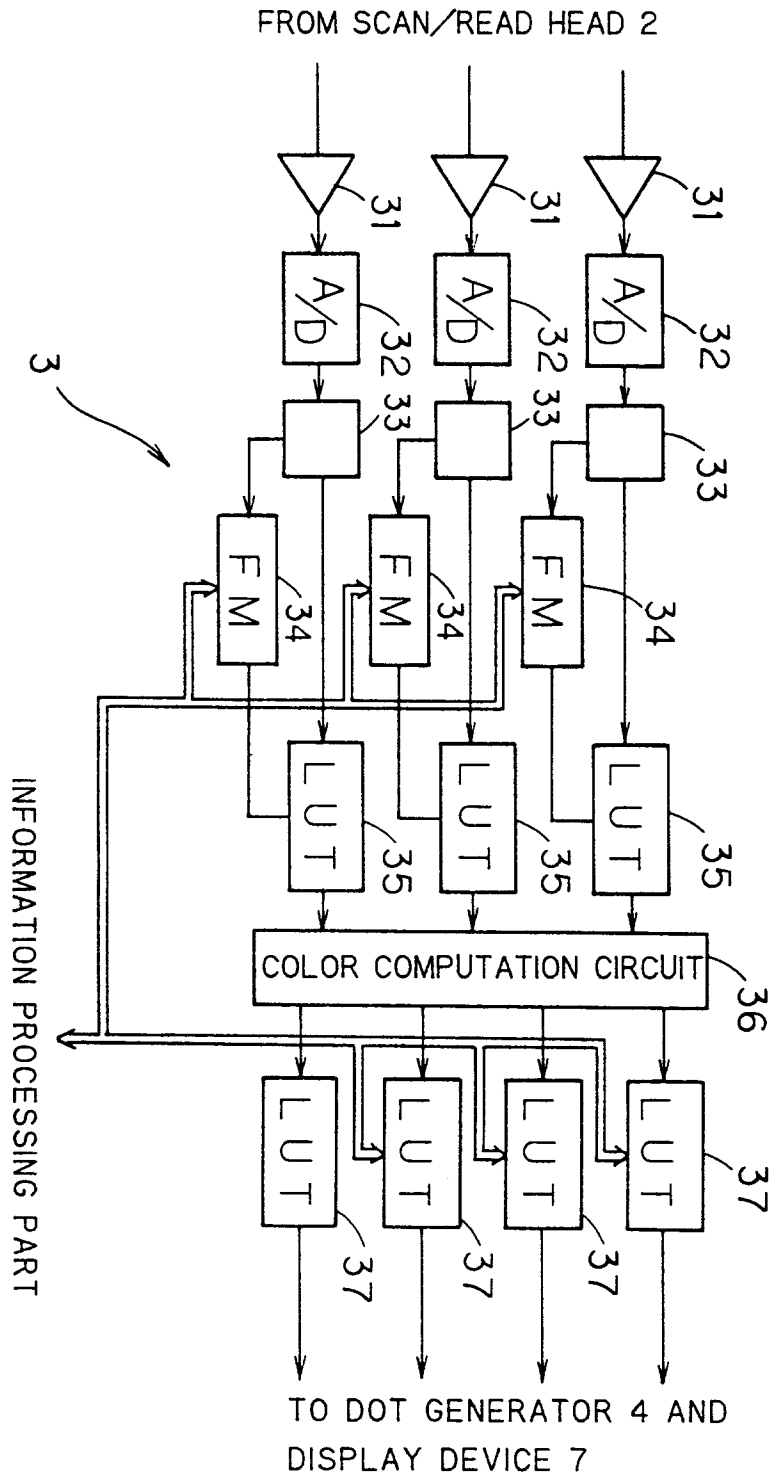 FROM SCAN/READ HEAD 2
31
31
31
A/D
A/D
A/D
32
32
32
33
33
33
3
FM
FM
FM
34
34
34
LUT
LUT
LUT
35
35
35
COLOR COMPUTATION CIRCUIT
36
INFORMATION PROCESSING PART
LUT
LUT
LUT
LUT
37
37
37
37
TO DOT GENERATOR 4 AND
DISPLAY DEVICE 7